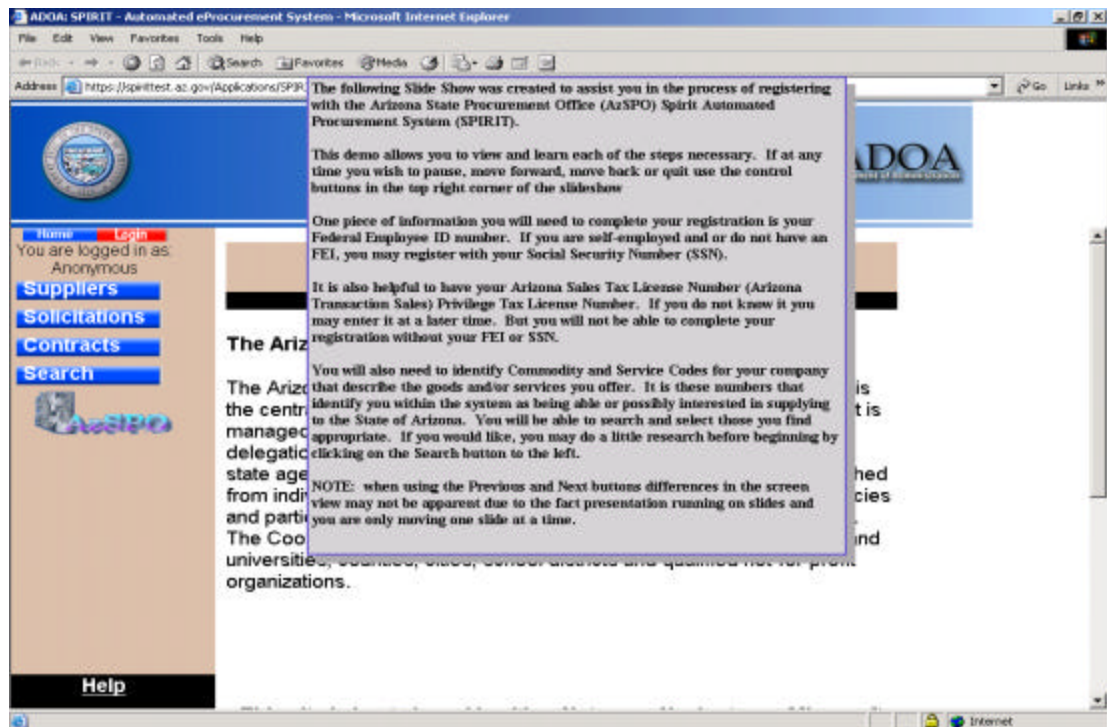 ADOA: SPIRIT - Automated eProcurement System - Microsoft Internet Explorer
File Edit View Favorites Tools Help
Back Search Favorites Media
Address https://spirittest.az.gov/Applications/SPIR Go Links »
The following Slide Show was created to assist you in the process of registering
with the Arizona State Procurement Office (AzSPO) Spirit Automated
Procurement System (SPIRIT).
This demo allows you to view and learn each of the steps necessary. If at any
time you wish to pause, move forward, move back or quit use the control
buttons in the top right corner of the slideshow
One piece of information you will need to complete your registration is your
Federal Employee ID number. If you are self-employed and or do not have an
FEI, you may register with your Social Security Number (SSN).
It is also helpful to have your Arizona Sales Tax License Number (Arizona
Transaction Sales) Privilege Tax License Number. If you do not know it you
may enter it at a later time. But you will not be able to complete your
registration without your FEI or SSN.
You will also need to identify Commodity and Service Codes for your company
that describe the goods and/or services you offer. It is these numbers that
identify you within the system as being able or possibly interested in supplying
to the State of Arizona. You will be able to search and select those you find
appropriate. If you would like, you may do a little research before beginning by
clicking on the Search button to the left.
NOTE: when using the Previous and Next buttons differences in the screen
view may not be apparent due to the fact presentation running on slides and
you are only moving one slide at a time.
ADOA
Home Login
You are logged in as:
Anonymous
Suppliers
Solicitations
Contracts
Search
AzSPO
Help
The Ariz
The Arizo is
the centr t is
managed
delegatio
state age hed
from indiv cies
and parti
The Coo nd
universities, counties, cities, school districts and qualified not for profit
organizations.
Internet